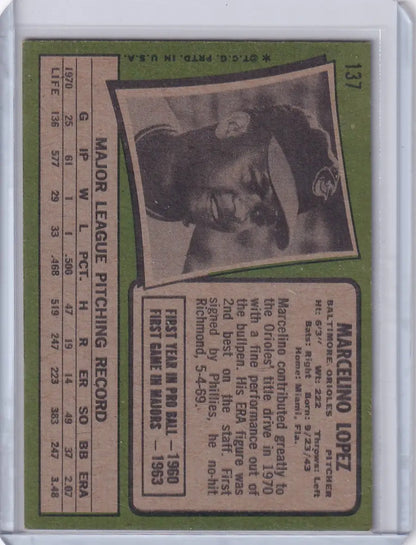 137
MARCELINO LOPEZ
BALTIMORE ORIOLES PITCHER
Ht: 6'3" Wt: 222 Throws: Left
Bats: Right Born: 9/23/43
Home: Miami, Fla.
Marcelino contributed greatly to
the Orioles' title drive in 1970
with a fine performance out of
the bullpen. His ERA figure was
2nd best on the staff. First
signed by Phillies, he no-hit
Richmond, 5-4-69.
FIRST YEAR IN PRO BALL — 1960
FIRST GAME IN MAJORS — 1963
*©T.C.G. PRTD. IN U.S.A.
MAJOR LEAGUE PITCHING RECORD
G IP W L PCT. H R ER SO BB ERA
1970 25 61 1 1 .500 47 19 14 49 37 2.07
LIFE 136 577 29 33 .468 519 247 223 383 247 3.48